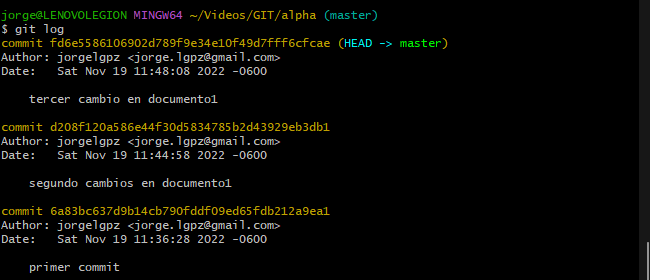 jorge@LENOVOLEGION MINGW64 ~/Videos/GIT/alpha (master)
$ git log
commit fd6e5586106902d789f9e34e10f49d7fff6cfcae (HEAD -> master)
Author: jorgelgpz <jorge.lgpz@gmail.com>
Date:   Sat Nov 19 11:48:08 2022 -0600
tercer cambio en documento1
commit d208f120a586e44f30d5834785b2d43929eb3db1
Author: jorgelgpz <jorge.lgpz@gmail.com>
Date:   Sat Nov 19 11:44:58 2022 -0600
segundo cambios en documento1
commit 6a83bc637d9b14cb790fddf09ed65fdb212a9ea1
Author: jorgelgpz <jorge.lgpz@gmail.com>
Date:   Sat Nov 19 11:36:28 2022 -0600
primer commit